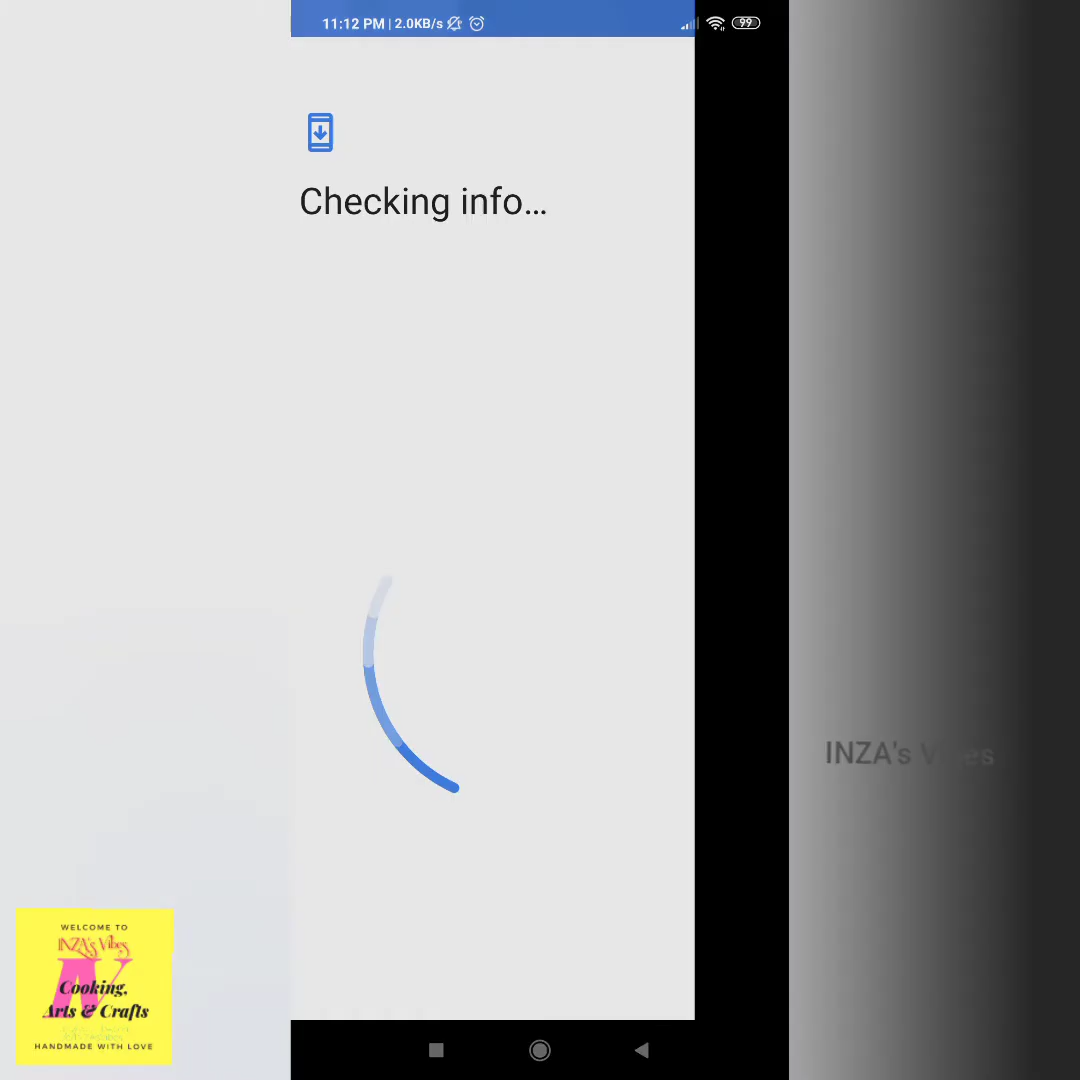 11:12 PM | 2.0KB/s
99
Checking info...
INZA's Vibes
WELCOME TO
INZA's Vibes
Cooking,
Arts & Crafts
HANDMADE WITH LOVE